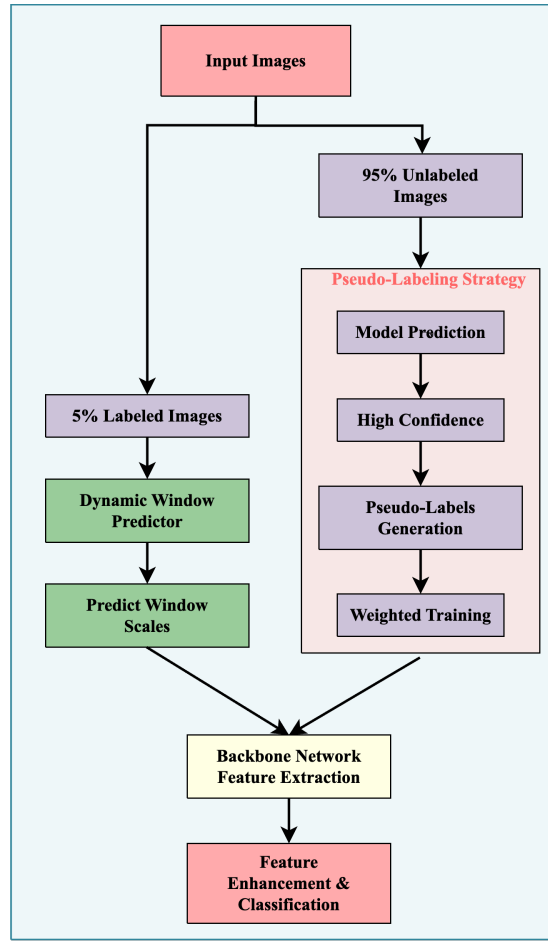 Input Images
95% Unlabeled
Images
Pseudo-Labeling Strategy
Model Prediction
High Confidence
Pseudo-Labels
Generation
Weighted Training
5% Labeled Images
Dynamic Window
Predictor
Predict Window
Scales
Backbone Network
Feature Extraction
Feature
Enhancement &
Classification